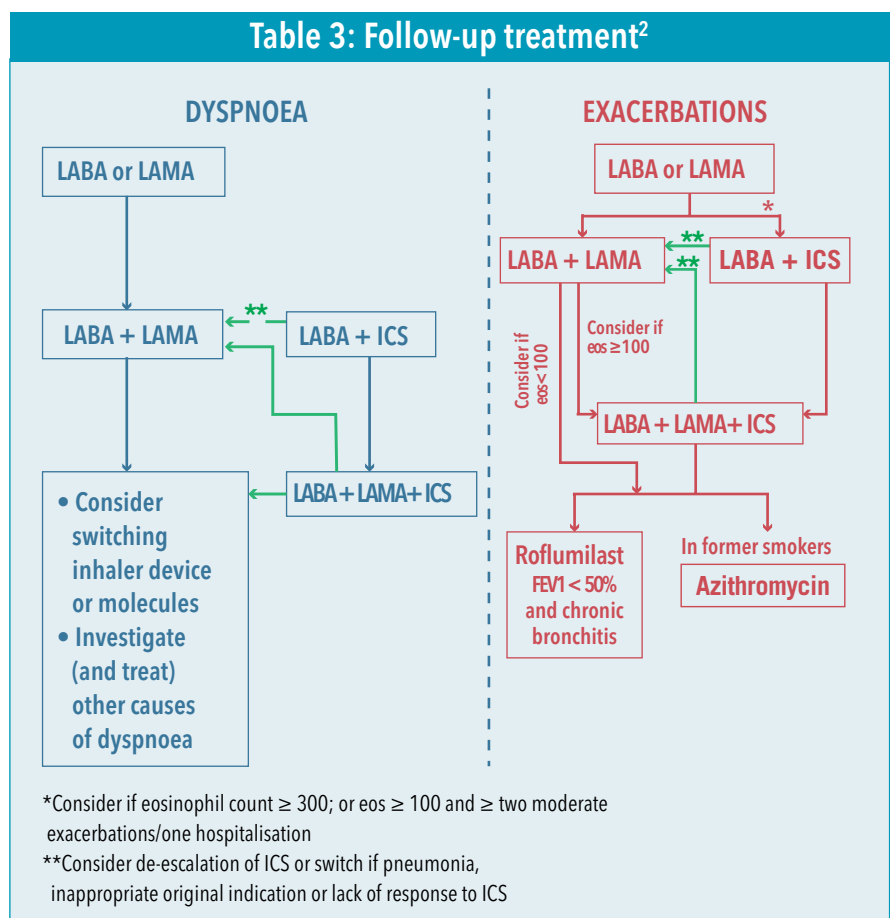 Table 3: Follow-up treatment²
DYSPNOEA
LABA or LAMA
**
LABA + LAMA
LABA + ICS
LABA + LAMA + ICS
• Consider
switching
inhaler device
or molecules
• Investigate
(and treat)
other causes
of dyspnoea
EXACERBATIONS
LABA or LAMA
*
**
LABA + LAMA
**
LABA + ICS
Consider if
eos<100
Consider if
eos ≥100
LABA + LAMA + ICS
Roflumilast
FEV1 < 50%
and chronic
bronchitis
In former smokers
Azithromycin
*Consider if eosinophil count ≥ 300; or eos ≥ 100 and ≥ two moderate
exacerbations/one hospitalisation
**Consider de-escalation of ICS or switch if pneumonia,
inappropriate original indication or lack of response to ICS